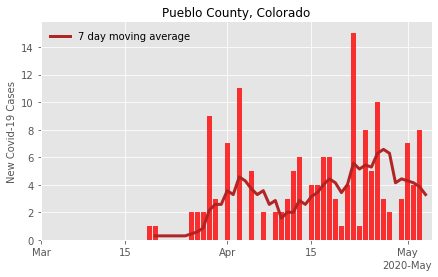 Pueblo County, Colorado
7 day moving average
New Covid-19 Cases
14
12
10
8
6
4
2
0
Mar
15
Apr
15
May
2020-May